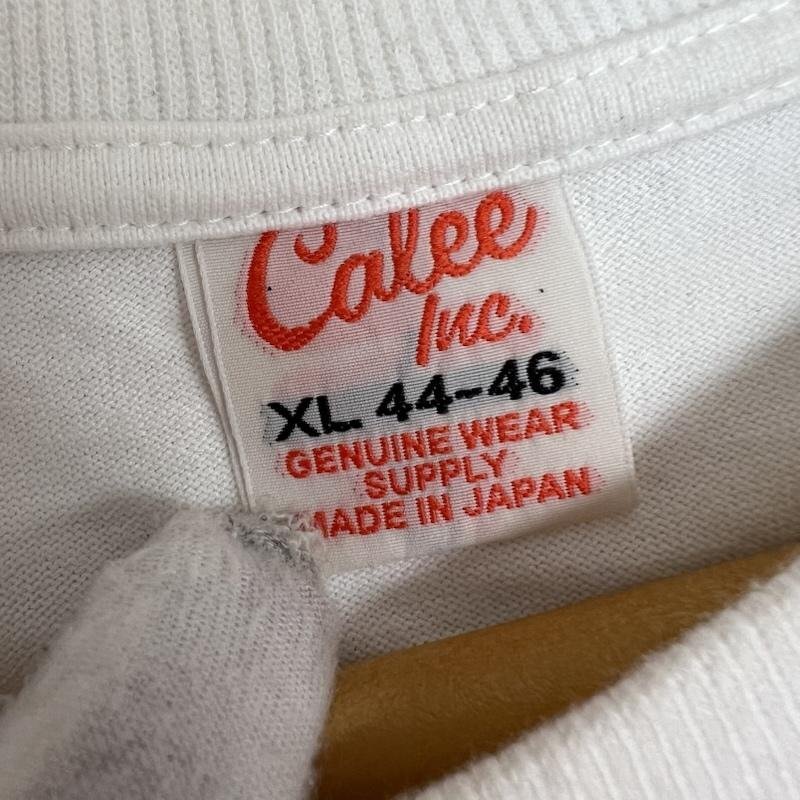 Calee
Inc.
XL. 44-46
GENUINE WEAR
SUPPLY
MADE IN JAPAN